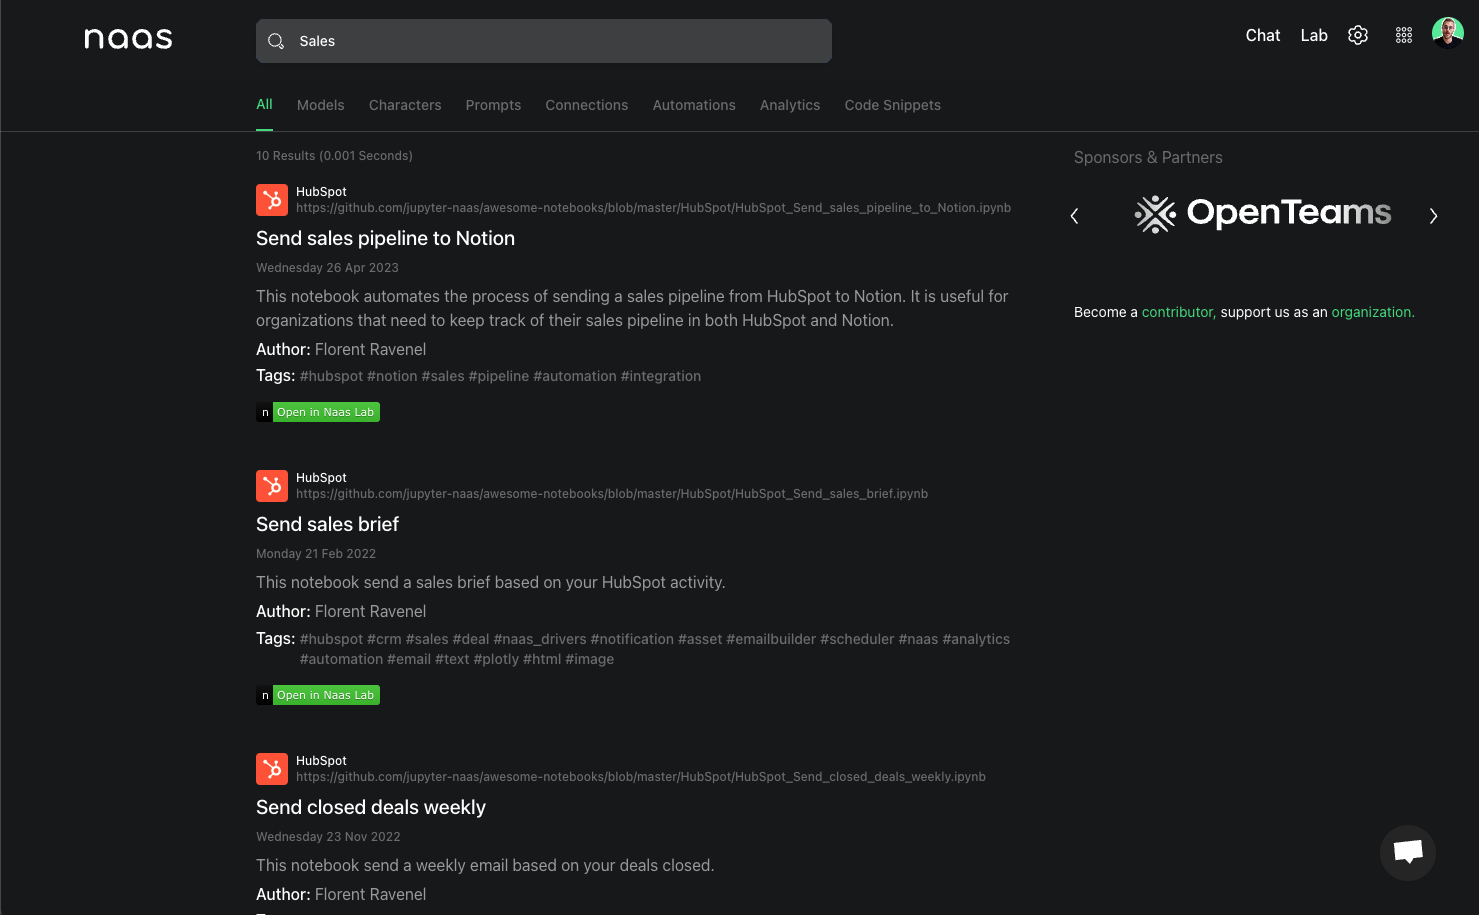 naas
Sales
Chat Lab
All Models Characters Prompts Connections Automations Analytics Code Snippets
10 Results (0.001 Seconds)
HubSpot
https://github.com/jupyter-naas/awesome-notebooks/blob/master/HubSpot/HubSpot_Send_sales_pipeline_to_Notion.ipynb
Send sales pipeline to Notion
Wednesday 26 Apr 2023
This notebook automates the process of sending a sales pipeline from HubSpot to Notion. It is useful for
organizations that need to keep track of their sales pipeline in both HubSpot and Notion.
Author: Florent Ravenel
Tags: #hubspot #notion #sales #pipeline #automation #integration
n Open in Naas Lab
HubSpot
https://github.com/jupyter-naas/awesome-notebooks/blob/master/HubSpot/HubSpot_Send_sales_brief.ipynb
Send sales brief
Monday 21 Feb 2022
This notebook send a sales brief based on your HubSpot activity.
Author: Florent Ravenel
Tags: #hubspot #crm #sales #deal #naas_drivers #notification #asset #emailbuilder #scheduler #naas #analytics
#automation #email #text #plotly #html #image
n Open in Naas Lab
HubSpot
https://github.com/jupyter-naas/awesome-notebooks/blob/master/HubSpot/HubSpot_Send_closed_deals_weekly.ipynb
Send closed deals weekly
Wednesday 23 Nov 2022
This notebook send a weekly email based on your deals closed.
Author: Florent Ravenel
Sponsors & Partners
OpenTeams
Become a contributor, support us as an organization.